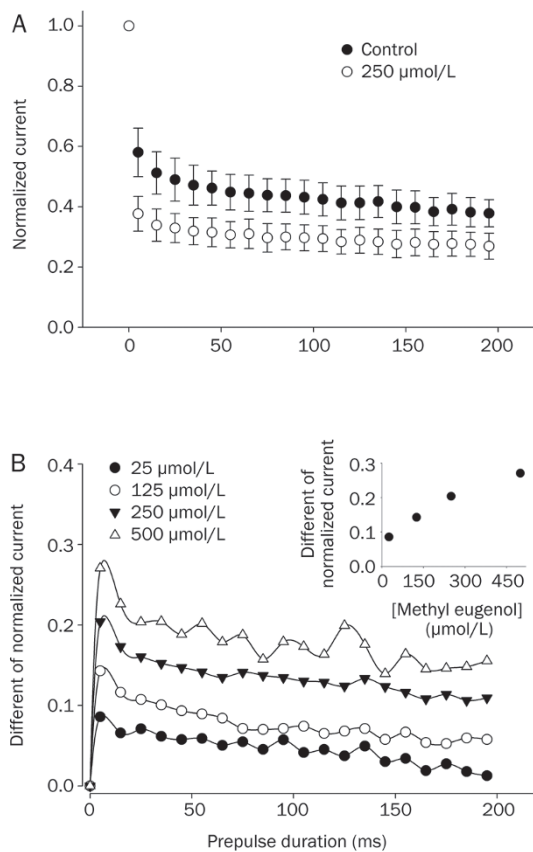 A
1.0
0.8
0.6
0.4
0.2
0.0
Normalized current
Control
250 µmol/L
0
50
100
150
200
B
0.4
0.3
0.2
0.1
0.0
Different of normalized current
25 µmol/L
125 µmol/L
250 µmol/L
500 µmol/L
0.3
0.2
0.1
0
Different of
normalized current
0
150
300
450
[Methyl eugenol]
(µmol/L)
0
50
100
150
200
Prepulse duration (ms)